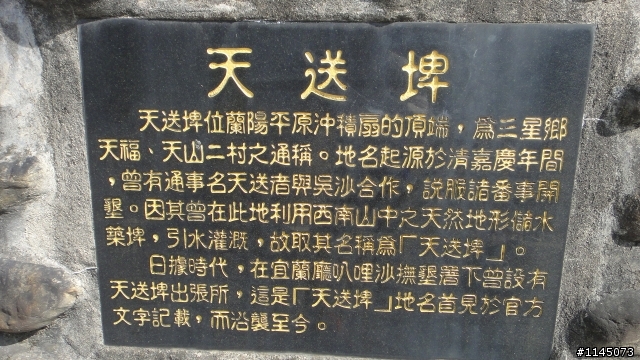 天送埤
天送埤位蘭陽平原沖積扇的頂端，為三星鄉
天福、天山二村之通稱。地名起源於清嘉慶年間
，曾有通事名天送者與吳沙合作，說服諸番事開
墾。因其曾在此地利用西南山中之天然地形儲水
築埤，引水灌溉，故取其名稱為「天送埤」。
日據時代，在宜蘭廳叭哩沙撫墾署下曾設有
天送埤出張所，這是「天送埤」地名首見於官方
文字記載，而沿襲至今。
#1145073